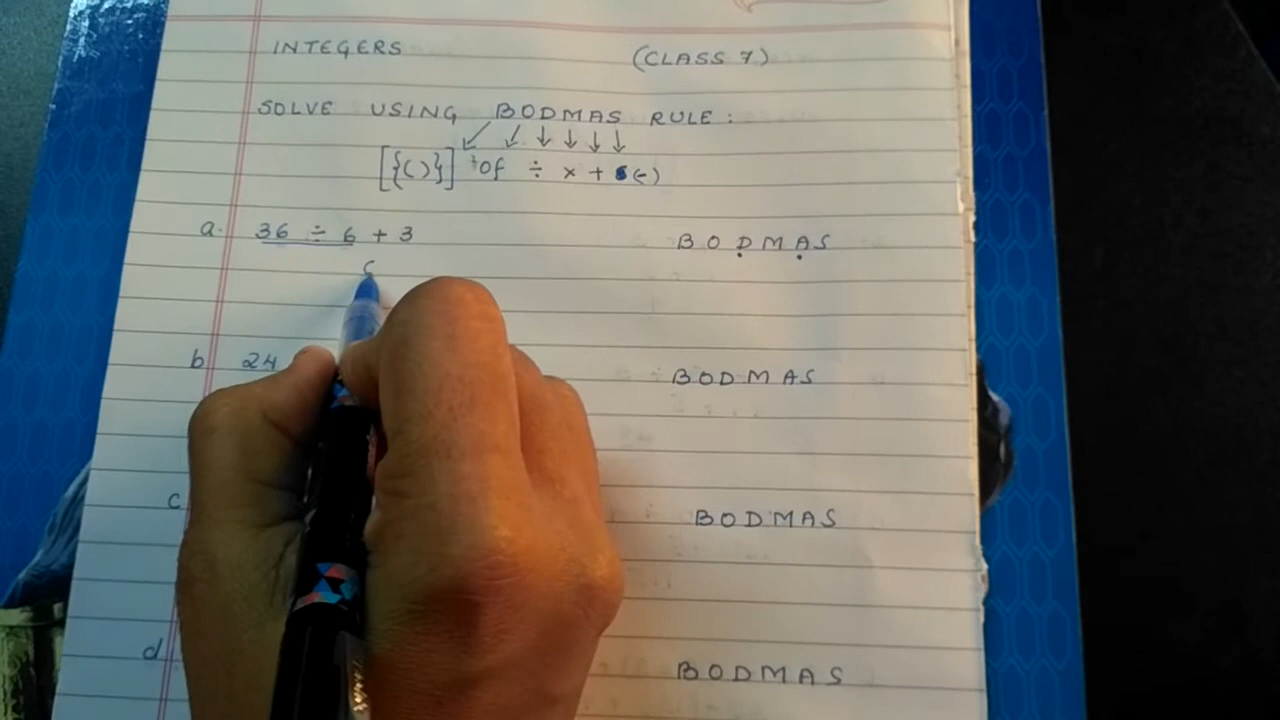 INTEGERS (CLASS 7)
SOLVE USING BODMAS RULE:
[{()}] of ÷ × + (-)
a. 36 ÷ 6 + 3 BODMAS
6
b 24 BODMAS
c BODMAS
d BODMAS